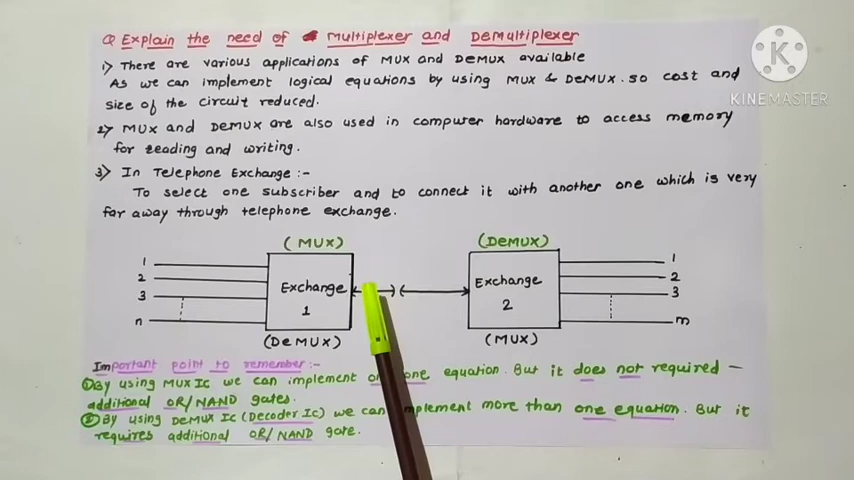 Q Explain the need of Multiplexer and DeMultiplexer
1) There are various applications of MUX and DeMUX available
As we can implement logical equations by using MUX & DeMUX. so cost and
size of the circuit reduced.
2) MUX and DeMUX are also used in computer hardware to access memory
for reading and writing.
3) In Telephone Exchange :-
To select one subscriber and to connect it with another one which is very
far away through telephone exchange.
(MUX) (DeMUX)
1 1
2 Exchange Exchange 2
3 1 2 3
n m
(DeMUX) (MUX)
Important point to remember :-
① By using MUX Ic we can implement one equation. But it does not required -
additional OR/NAND gates.
② By using DeMUX Ic (Decoder Ic) we can implement more than one equation. But it
requires additional OR/NAND gate.
K
KINEMASTER